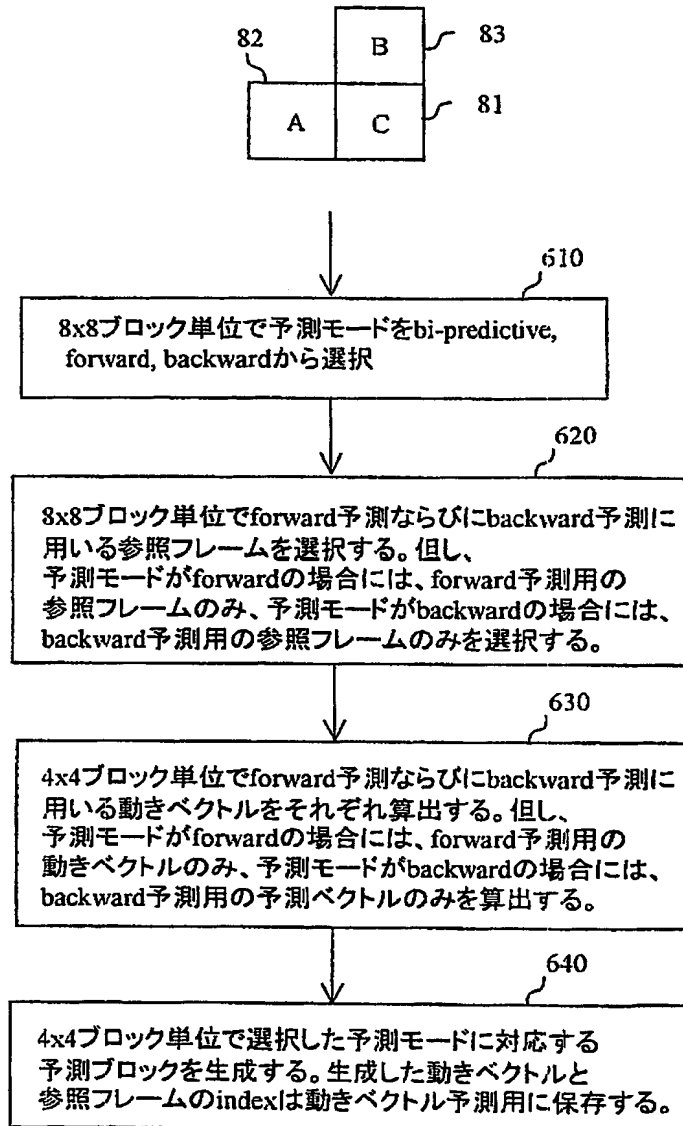 82
B
83
A
C
81
610
8x8ブロック単位で予測モードをbi-predictive,
forward, backwardから選択
620
8x8ブロック単位でforward予測ならびにbackward予測に
用いる参照フレームを選択する。但し、
予測モードがforwardの場合には、forward予測用の
参照フレームのみ、予測モードがbackwardの場合には、
backward予測用の参照フレームのみを選択する。
630
4x4ブロック単位でforward予測ならびにbackward予測に
用いる動きベクトルをそれぞれ算出する。但し、
予測モードがforwardの場合には、forward予測用の
動きベクトルのみ、予測モードがbackwardの場合には、
backward予測用の予測ベクトルのみを算出する。
640
4x4ブロック単位で選択した予測モードに対応する
予測ブロックを生成する。生成した動きベクトルと
参照フレームのindexは動きベクトル予測用に保存する。